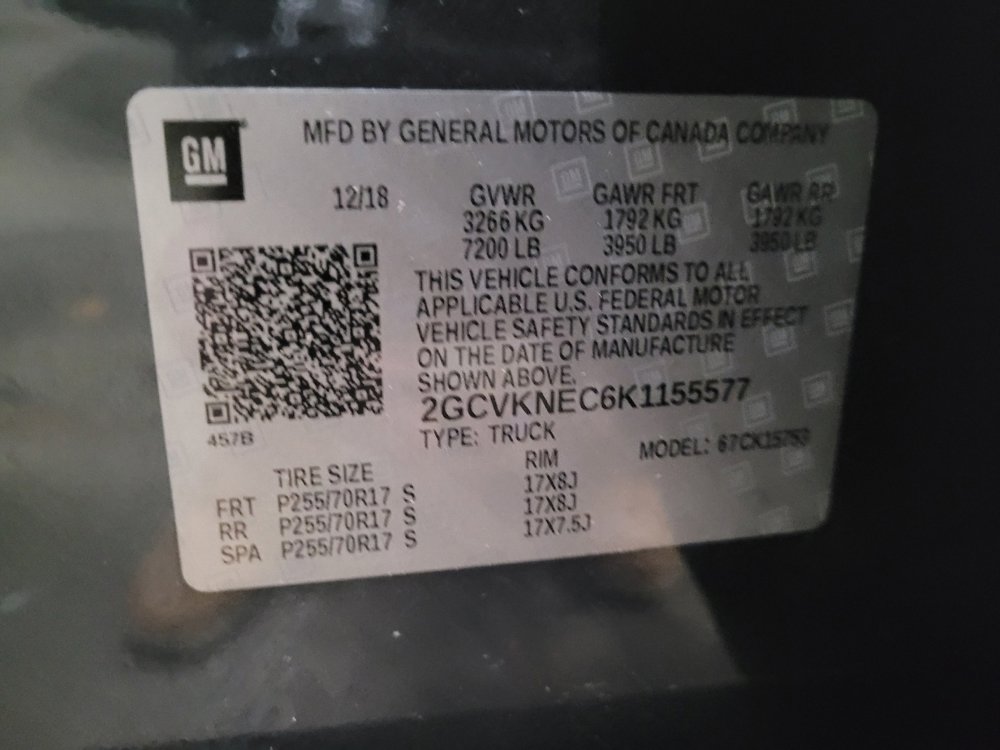 GM
MFD BY GENERAL MOTORS OF CANADA COMPANY
12/18
GVWR GAWR FRT GAWR RR
3266 KG 1792 KG 1792 KG
7200 LB 3950 LB 3950 LB
THIS VEHICLE CONFORMS TO ALL
APPLICABLE U.S. FEDERAL MOTOR
VEHICLE SAFETY STANDARDS IN EFFECT
ON THE DATE OF MANUFACTURE
SHOWN ABOVE.
2GCVKNEC6K1155577
457B
TYPE: TRUCK
MODEL:
TIRE SIZE RIM
FRT P255/70R17 S 17X8J
RR P255/70R17 S 17X8J
SPA P255/70R17 S 17X7.5J